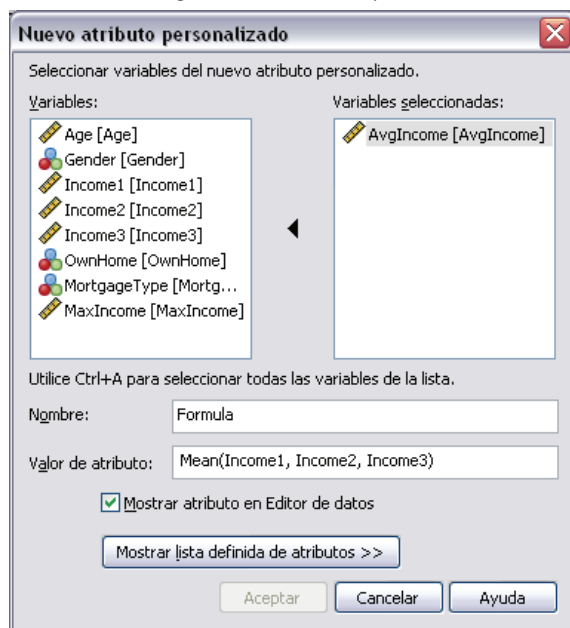 Nuevo atributo personalizado
Seleccionar variables del nuevo atributo personalizado.
Variables:
Age [Age]
Gender [Gender]
Income1 [Income1]
Income2 [Income2]
Income3 [Income3]
OwnHome [OwnHome]
MortgageType [Mortg...
MaxIncome [MaxIncome]
Variables seleccionadas:
AvgIncome [AvgIncome]
Utilice Ctrl+A para seleccionar todas las variables de la lista.
Nombre: Formula
Valor de atributo: Mean(Income1, Income2, Income3)
Mostrar atributo en Editor de datos
Mostrar lista definida de atributos >>
Aceptar Cancelar Ayuda